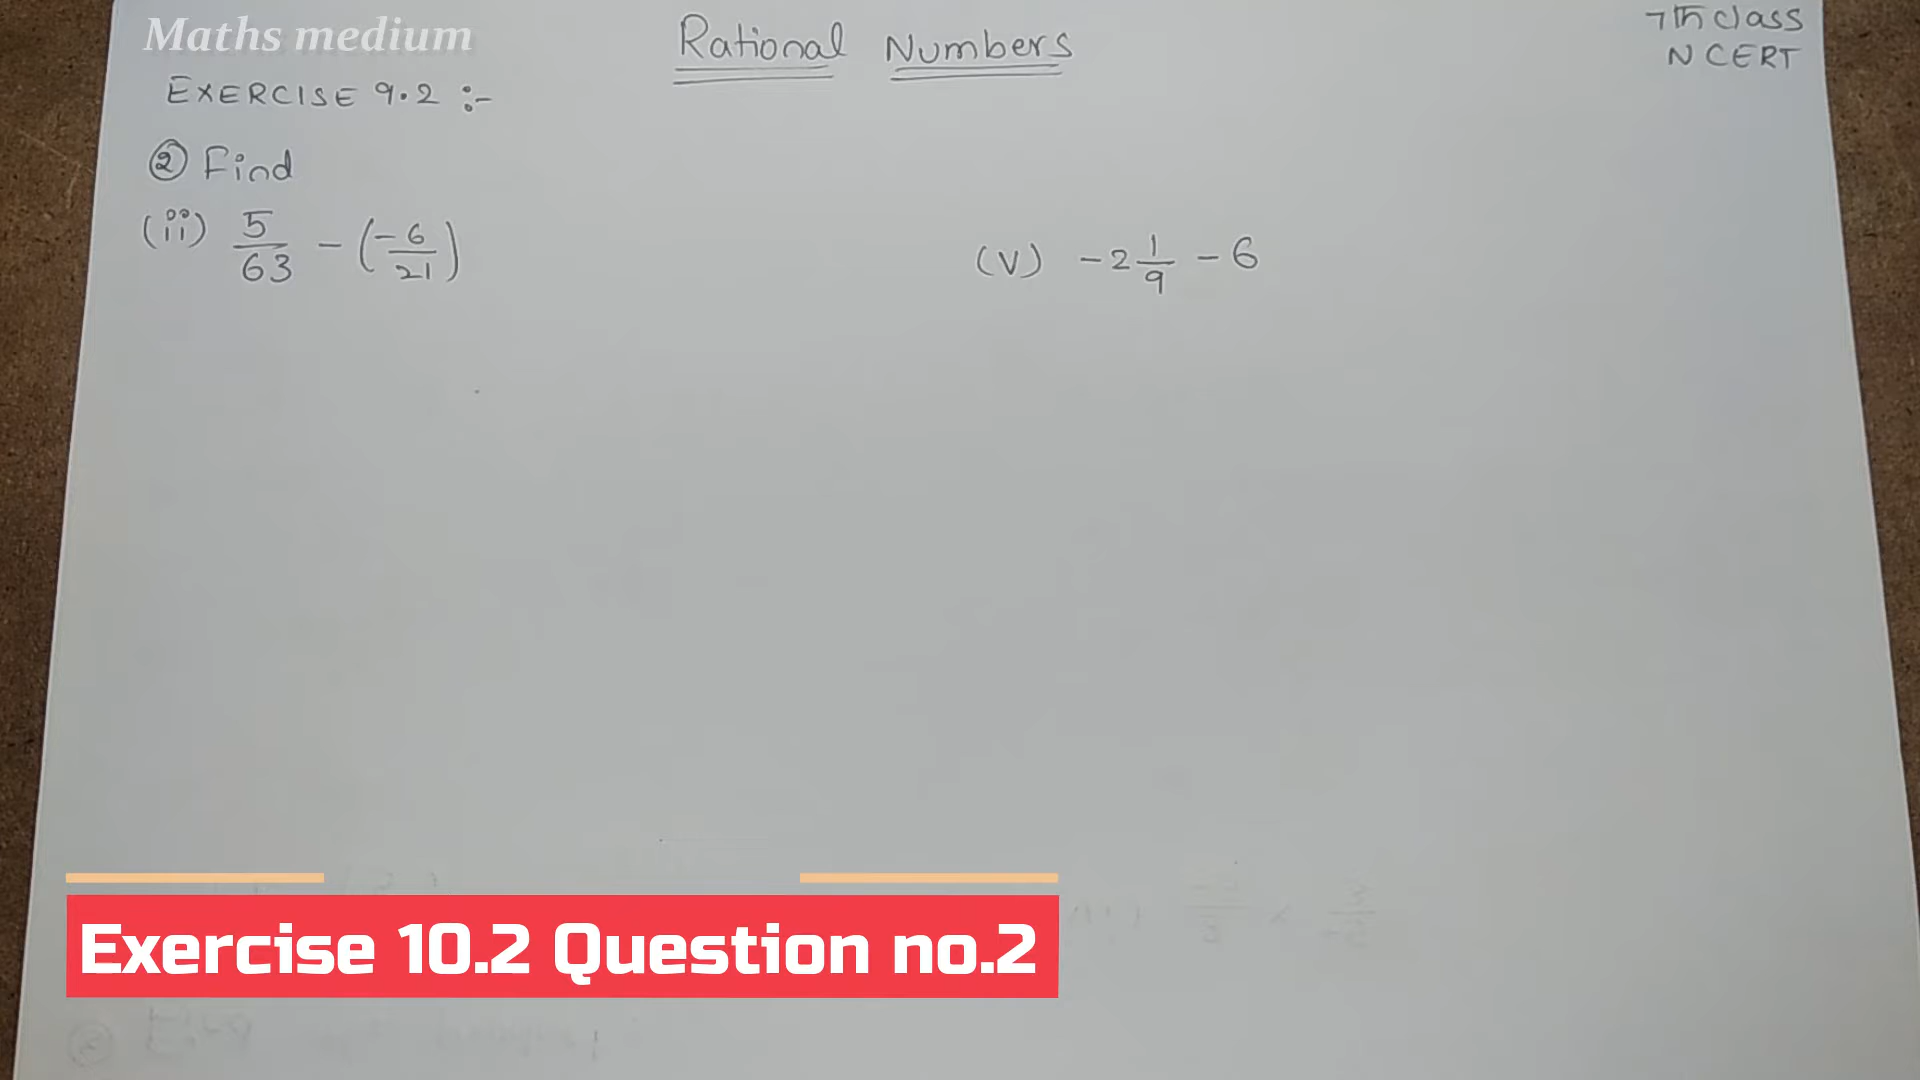 Maths medium
Rational Numbers
7th class
NCERT
EXERCISE 9.2 :-
② Find
(ii) 5/63 - (-6/21)
(V) -2 1/9 - 6
Exercise 10.2 Question no.2